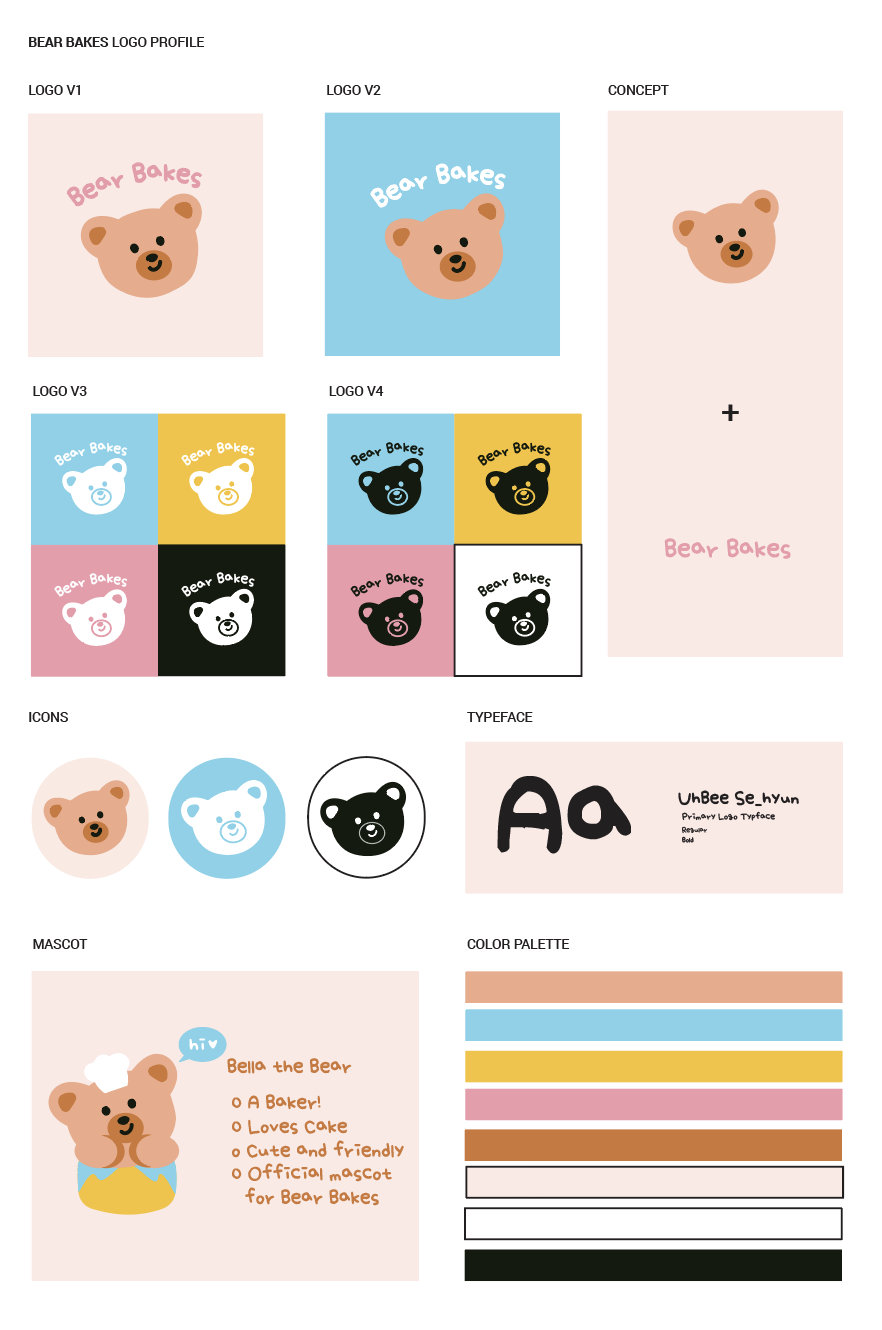 BEAR BAKES LOGO PROFILE
LOGO V1
LOGO V2
CONCEPT
Bear Bakes
Bear Bakes
+
Bear Bakes
LOGO V3
LOGO V4
Bear Bakes
Bear Bakes
Bear Bakes
Bear Bakes
Bear Bakes
Bear Bakes
Bear Bakes
Bear Bakes
ICONS
TYPEFACE
Aa
UhBee Se_hyun
Primary Logo Typface
Reguar
Bold
MASCOT
COLOR PALETTE
hi♥
Bella the Bear
o A Baker!
o Loves Cake
o Cute and friendly
o Official mascot
for Bear Bakes